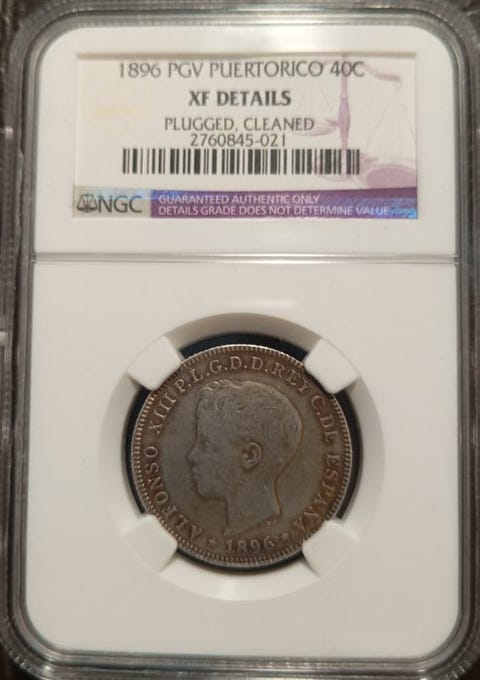 1896 PGV PUERTORICO 40C
XF DETAILS
PLUGGED, CLEANED
2760845-021
NGC
GUARANTEED AUTHENTIC ONLY
DETAILS GRADE DOES NOT DETERMINE VALUE
ALFONSO XIII P.L.G.D.D.REY C.DE ESPAÑA
* 1896 *